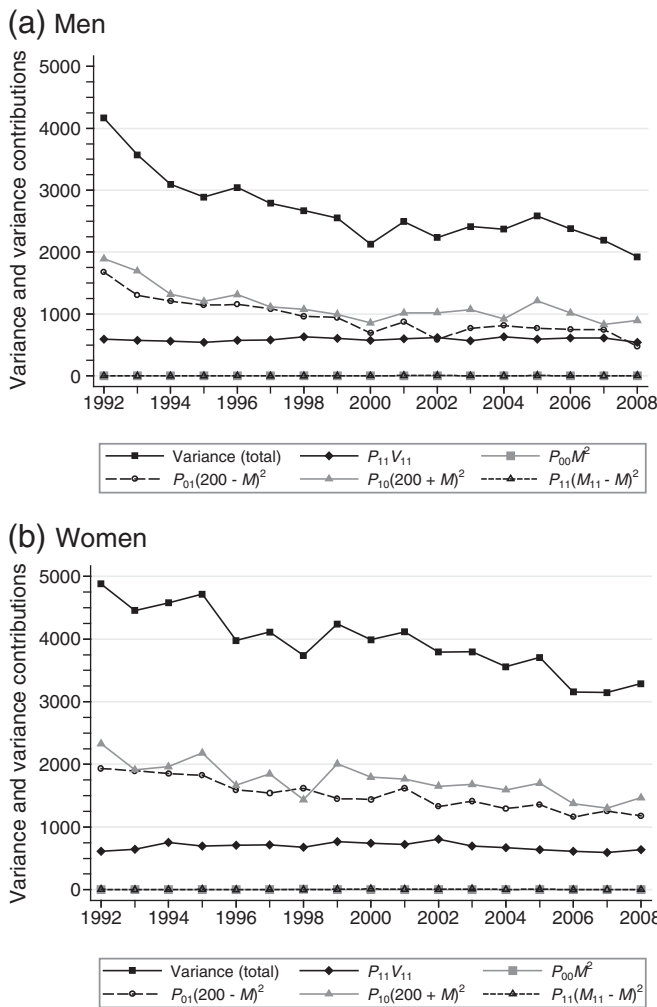 (a) Men
Variance and variance contributions
5000
4000
3000
2000
1000
0
1992 1994 1996 1998 2000 2002 2004 2006 2008
Variance (total) P₁₁V₁₁ P₀₀M²
P₀₁(200 - M)² P₁₀(200 + M)² P₁₁(M₁₁ - M)²
(b) Women
Variance and variance contributions
5000
4000
3000
2000
1000
0
1992 1994 1996 1998 2000 2002 2004 2006 2008
Variance (total) P₁₁V₁₁ P₀₀M²
P₀₁(200 - M)² P₁₀(200 + M)² P₁₁(M₁₁ - M)²